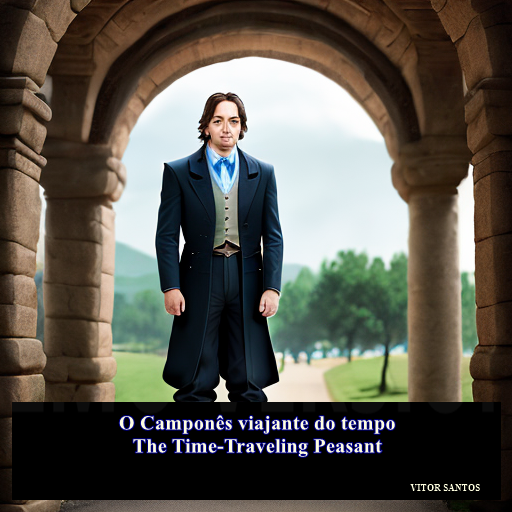 O Camponês viajante do tempo
The Time-Traveling Peasant
VITOR SANTOS